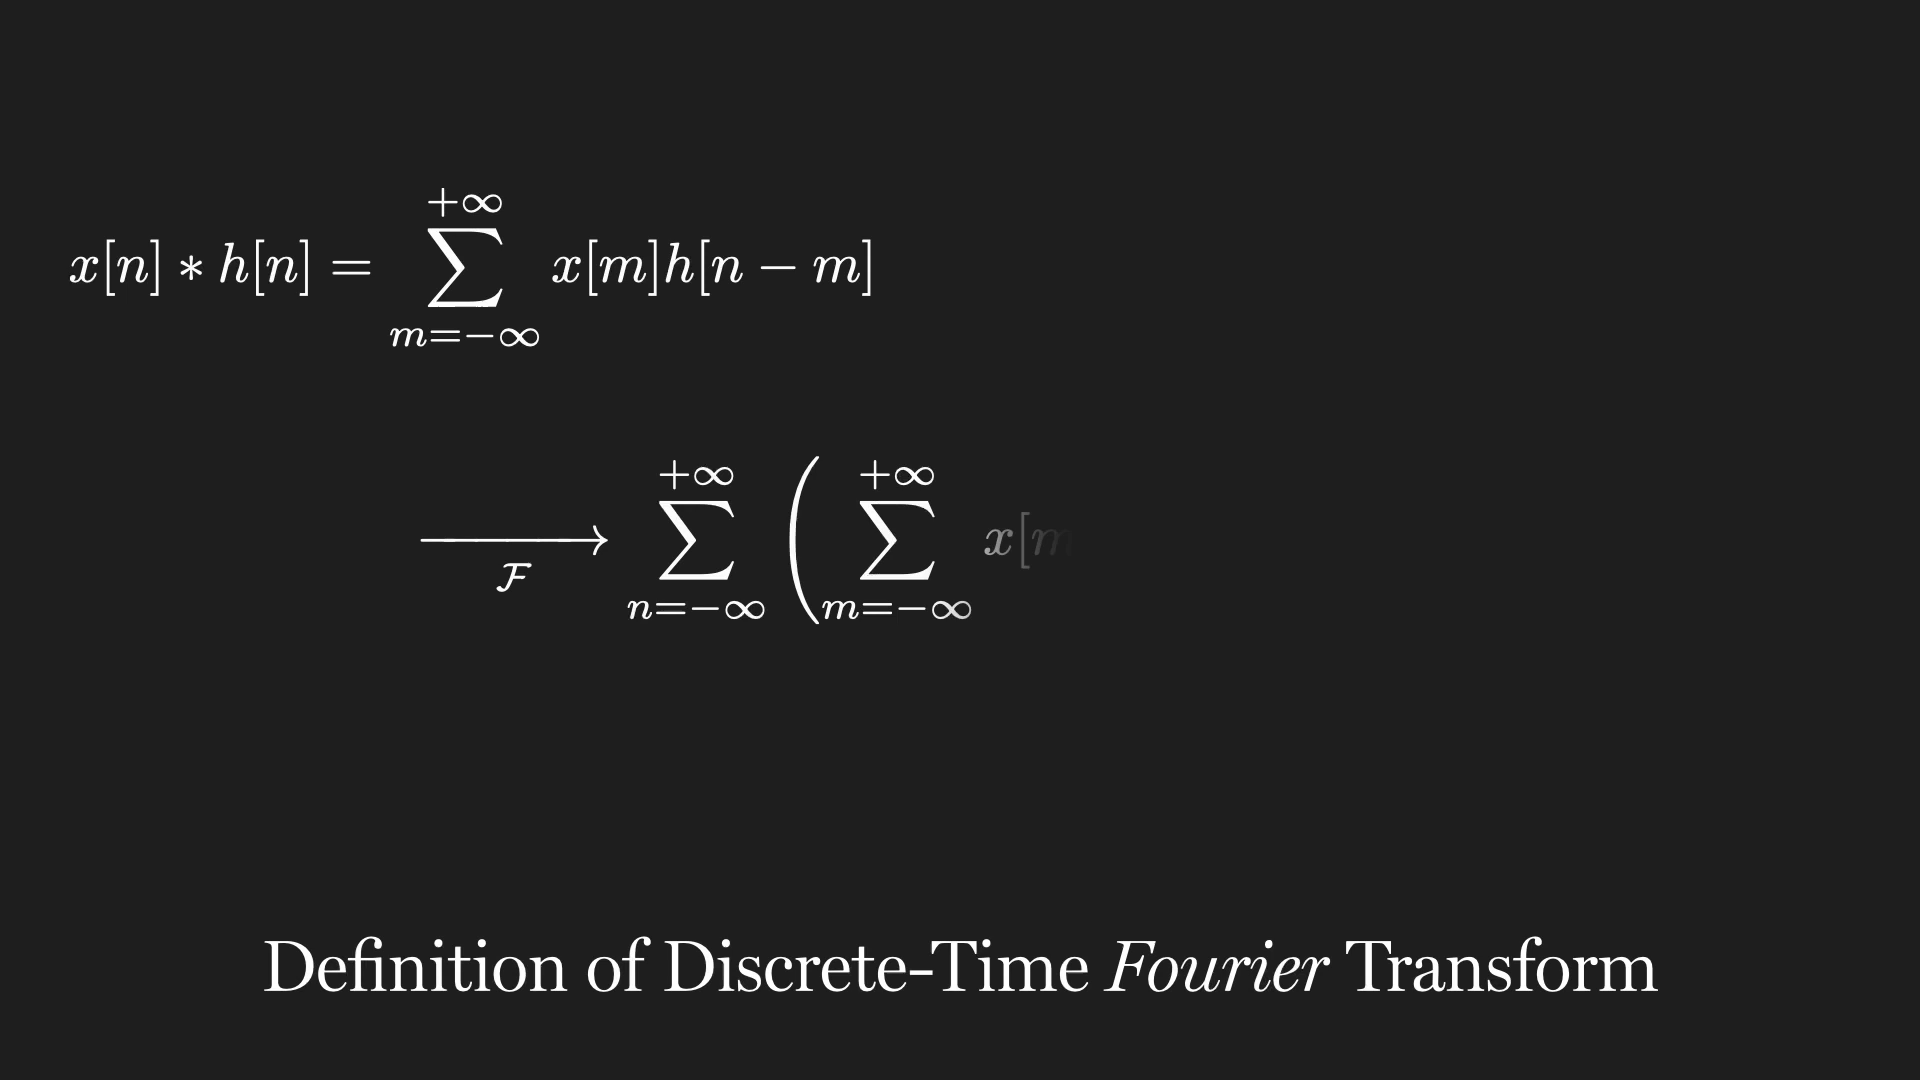 x[n] * h[n] = \sum_{m=-\infty}^{+\infty} x[m]h[n - m]
\xrightarrow[\mathcal{F}]{} \sum_{n=-\infty}^{+\infty} \left( \sum_{m=-\infty}^{+\infty} x[m
Definition of Discrete-Time Fourier Transform